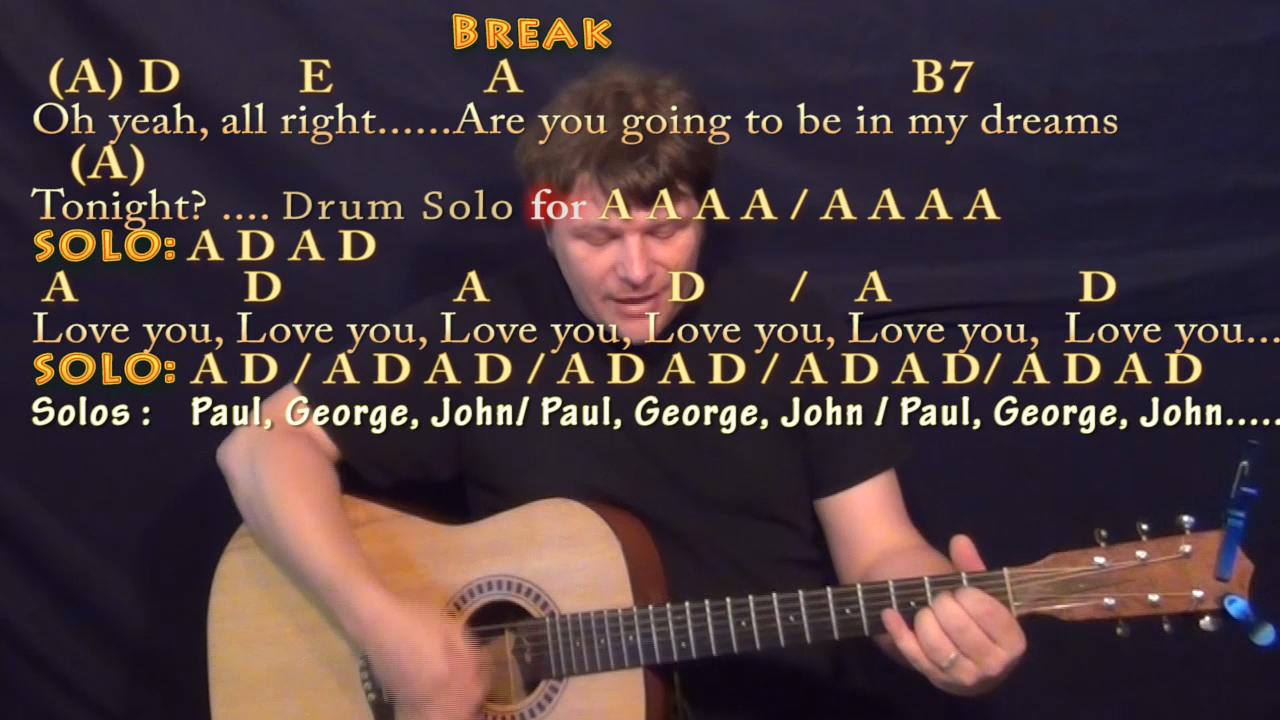 BREAK
(A) D E A B7
Oh yeah, all right......Are you going to be in my dreams
(A)
Tonight? .... Drum Solo for A A A A / A A A A
SOLO: A D A D
A D A D / A D
Love you, Love you, Love you, Love you, Love you, Love you...
SOLO: A D / A D A D / A D A D / A D A D/ A D A D
Solos : Paul, George, John/ Paul, George, John / Paul, George, John.....